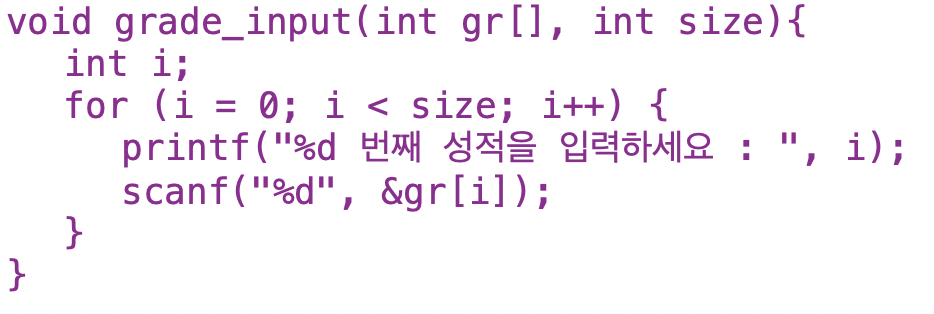 void grade_input(int gr[], int size){
int i;
for (i = 0; i < size; i++) {
printf("%d 번째 성적을 입력하세요 : ", i);
scanf("%d", &gr[i]);
}
}